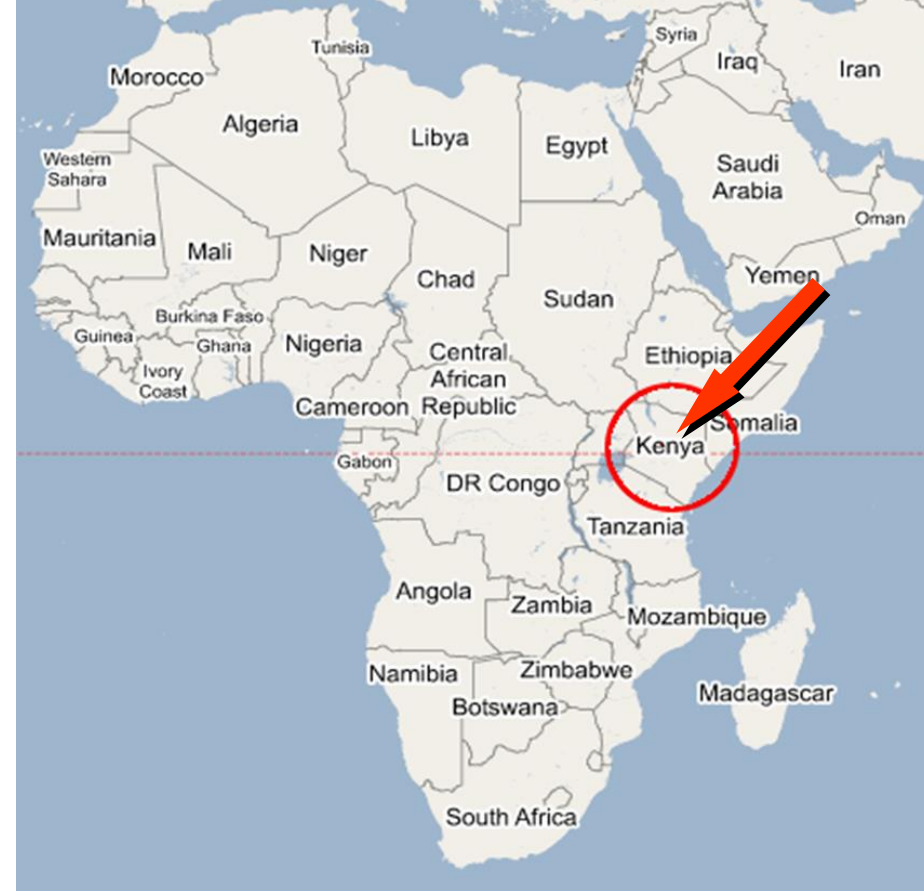 Syria
Tunisia
Iraq
Iran
Morocco
Algeria
Libya
Egypt
Western
Sahara
Saudi
Arabia
Oman
Mauritania
Mali
Niger
Chad
Yemen
Sudan
Burkina Faso
Guinea
Ghana
Nigeria
Ethiopia
Central
African
Republic
Ivory
Coast
Cameroon
Somalia
Kenya
Gabon
DR Congo
Tanzania
Angola
Zambia
Mozambique
Namibia
Zimbabwe
Madagascar
Botswana
South Africa